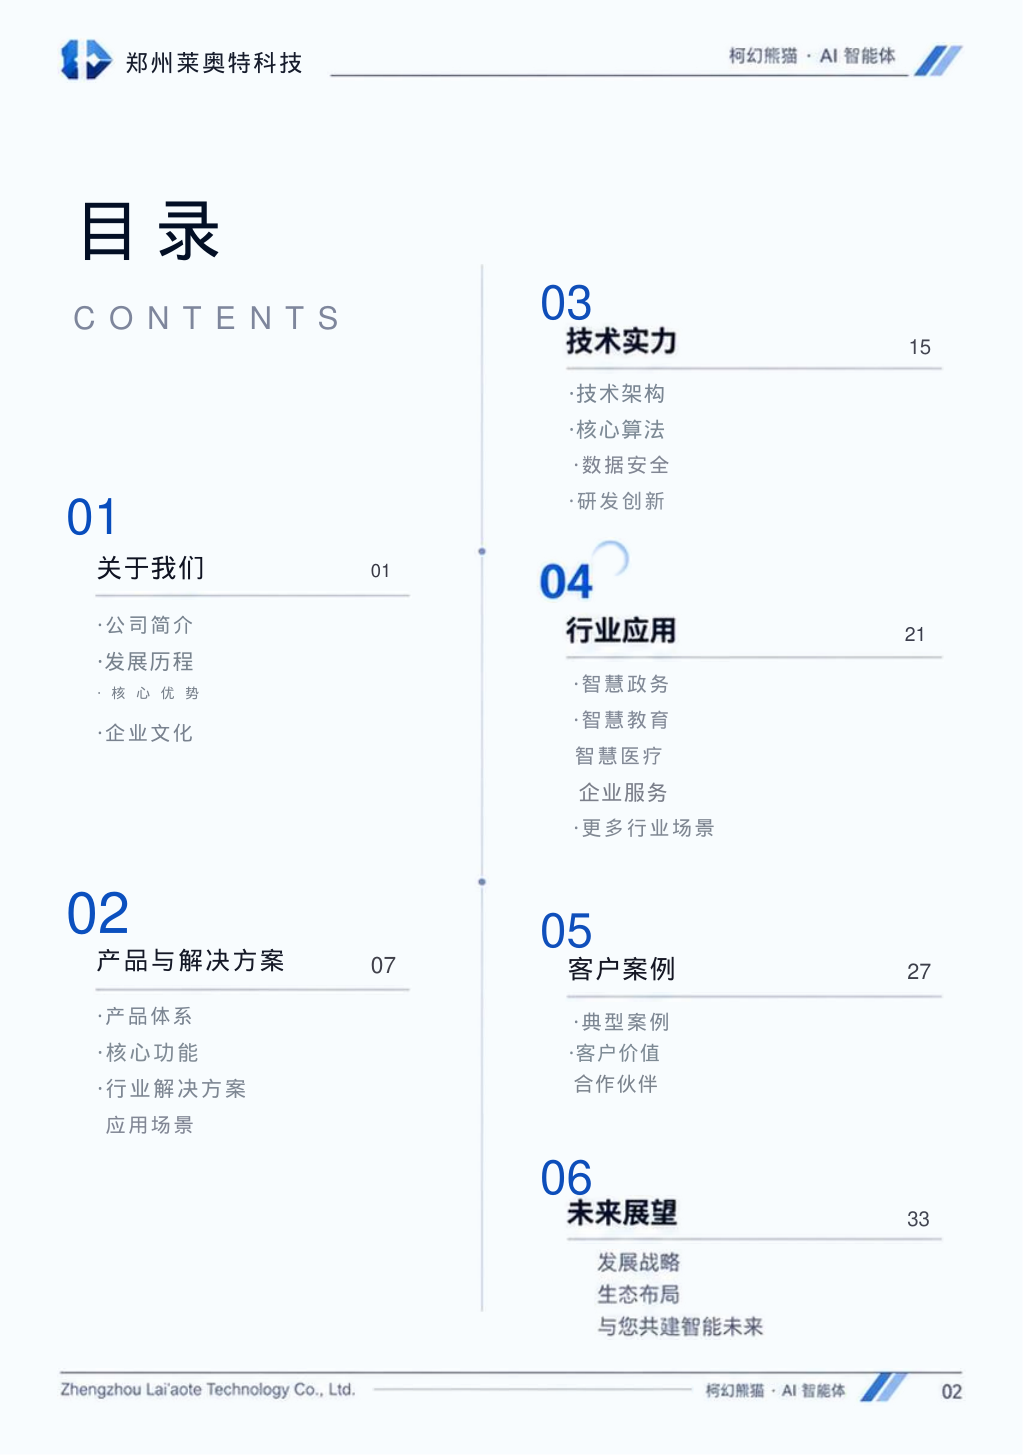 郑州莱奥特科技
柯幻熊猫 · AI 智能体
目录
CONTENTS
01
关于我们 01
·公司简介
·发展历程
·核心优势
·企业文化
02
产品与解决方案 07
·产品体系
·核心功能
·行业解决方案
应用场景
03
技术实力 15
·技术架构
·核心算法
·数据安全
·研发创新
04
行业应用 21
·智慧政务
·智慧教育
智慧医疗
企业服务
·更多行业场景
05
客户案例 27
·典型案例
·客户价值
合作伙伴
06
未来展望 33
发展战略
生态布局
与您共建智能未来
Zhengzhou Lai'aote Technology Co., Ltd.
柯幻熊猫 · AI 智能体
02